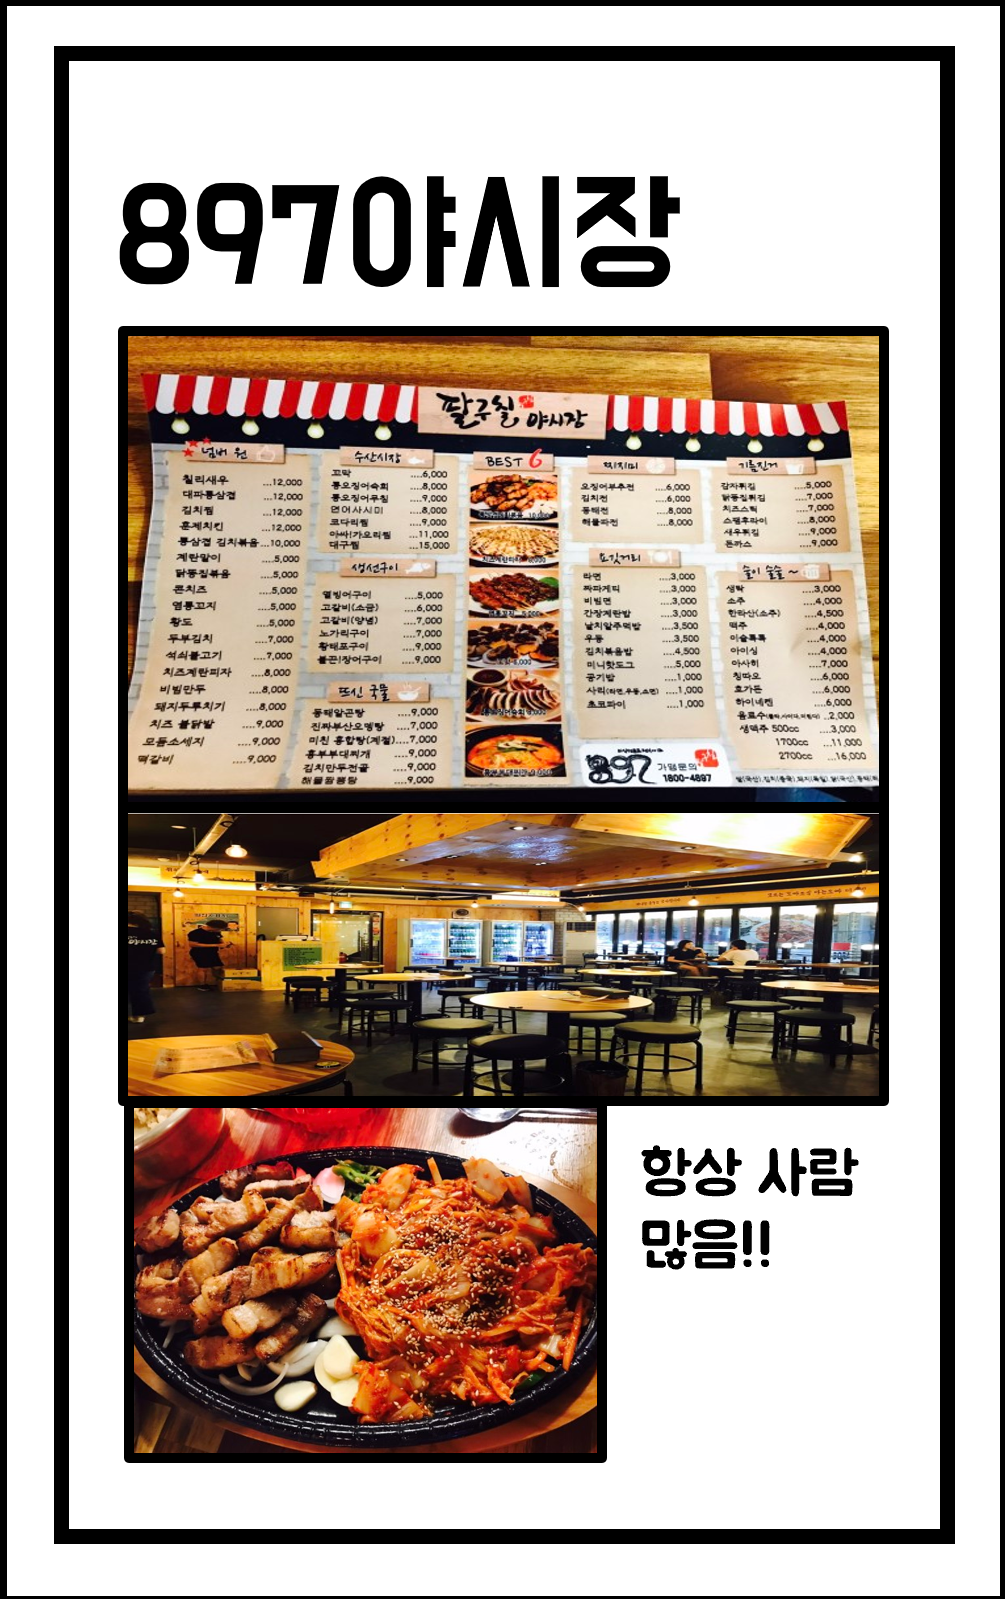 897야시장
팔구칠 야시장
넘버 원
칠리새우 ...12,000
대파통삼겹 ...12,000
김치찜 ...12,000
훈제치킨 ...12,000
통삼겹 김치볶음...10,000
계란말이 ....5,000
닭똥집볶음 ....5,000
콘치즈 ....5,000
염통꼬지 ....5,000
황도 ....5,000
두부김치 ....7,000
석쇠불고기 ....7,000
치즈계란피자 ....8,000
비빔만두 ....8,000
돼지두루치기 ....8,000
치즈 불닭발 ....9,000
모듬소세지 ....9,000
떡갈비 ....9,000
수산시장
꼬막 ....6,000
통오징어숙회 ....8,000
통오징어무침 ....9,000
연어사시미 ....8,000
코다리찜 ....9,000
아싸!가오리찜 ...11,000
대구찜 ...15,000
생선구이
열빙어구이 ....5,000
고갈비(소금) ....6,000
고갈비(양념) ....7,000
노가리구이 ....7,000
황태포구이 ....9,000
불끈!장어구이 ....9,000
뜨신 국물
동태알곤탕 ....9,000
진짜부산오뎅탕 ....7,000
미친 홍합탕(계절)....7,000
흥부부대찌개 ....9,000
김치만두전골 ....9,000
해물짬뽕탕 ....9,000
BEST 6
찌지미
오징어부추전 ....6,000
김치전 ....6,000
동태전 ....8,000
해물파전 ....8,000
요깃거리
라면 ....3,000
짜파게티 ....3,000
비빔면 ....3,000
간장계란밥 ....3,000
날치알주먹밥 ....3,500
우동 ....3,500
김치볶음밥 ....4,500
미니핫도그 ....5,000
공기밥 ....1,000
사리(라면,우동,소면) ....1,000
초코파이 ....1,000
897 가맹문의
1800-4897
기름진거
감자튀김 ....5,000
닭똥집튀김 ....7,000
치즈스틱 ....7,000
스팸후라이 ....8,000
새우튀김 ....9,000
돈까스 ....9,000
술이 술술 ~
생탁 ....3,000
소주 ....4,000
한라산(소주) ....4,500
맥주 ....4,000
이슬톡톡 ....4,000
아이싱 ....4,000
아사히 ....7,000
칭따오 ....6,000
호가든 ....6,000
하이네켄 ....6,000
음료수 ..2,000
생맥주 500cc ....3,000
1700cc ...11,000
2700cc ...16,000
야시장
항상 사람
많음!!